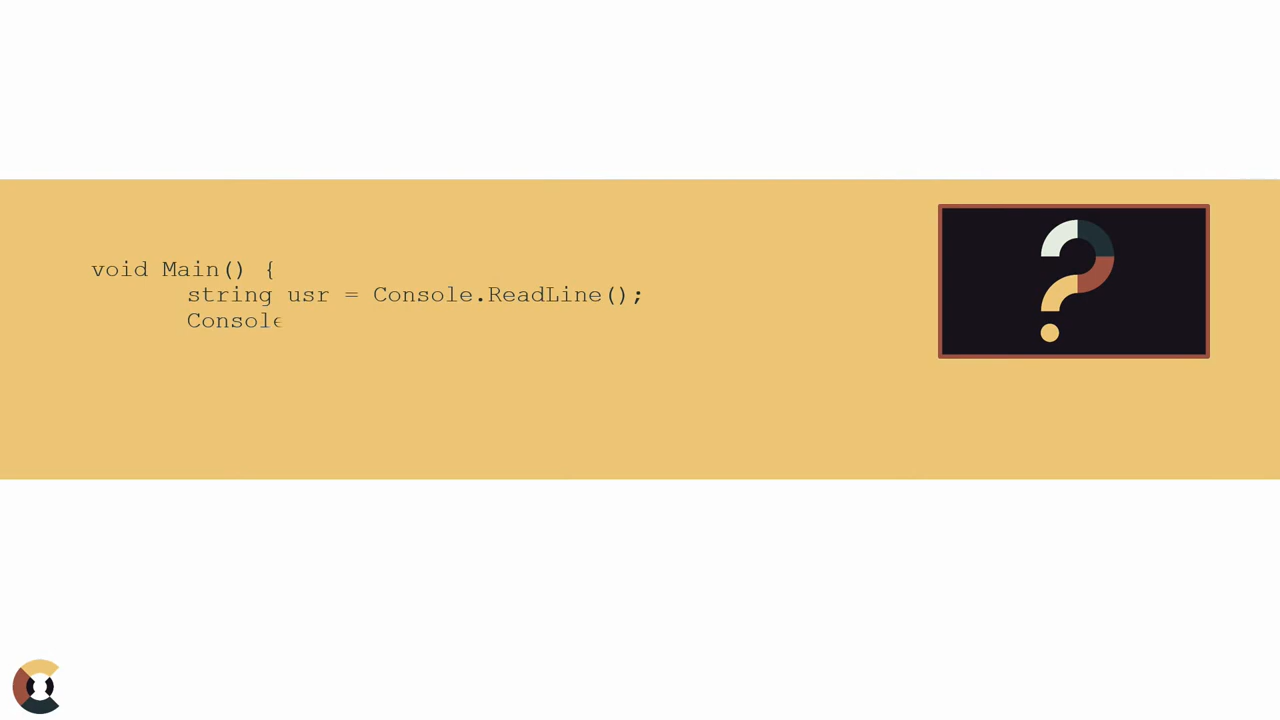 void Main() {
string usr = Console.ReadLine();
Console
?